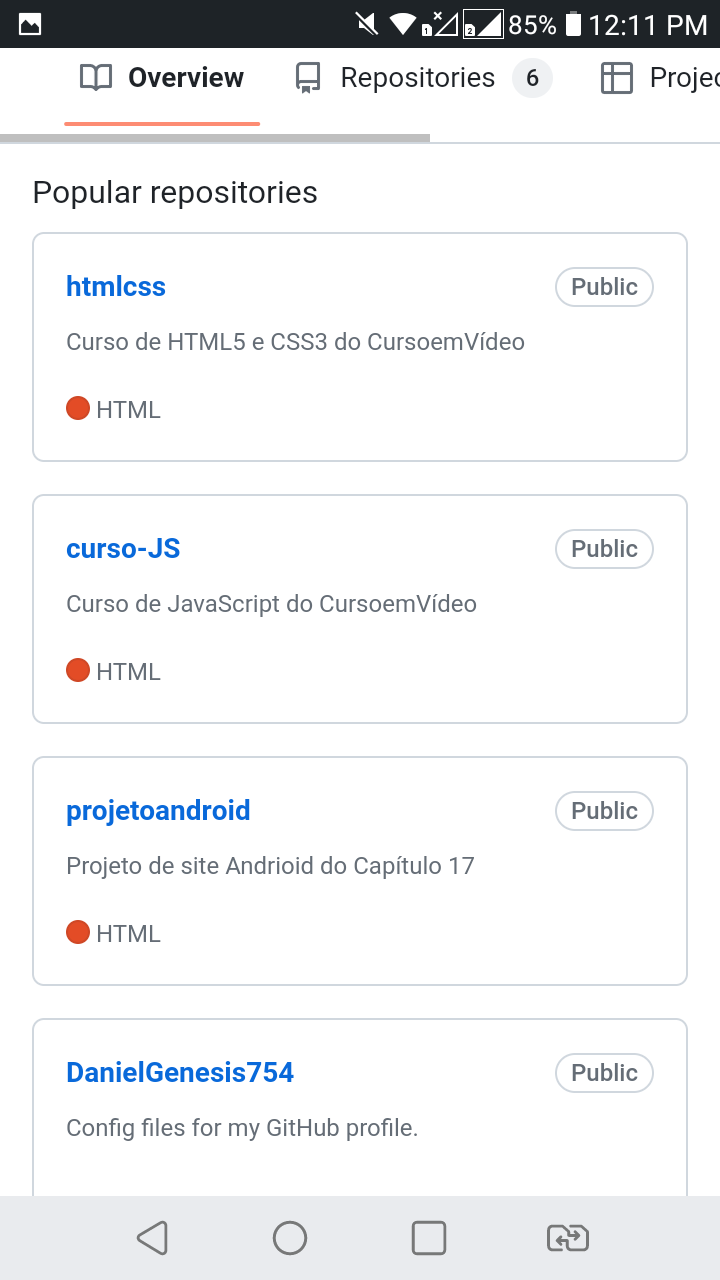 85% 12:11 PM
Overview Repositories 6 Projec
Popular repositories
htmlcss Public
Curso de HTML5 e CSS3 do CursoemVídeo
HTML
curso-JS Public
Curso de JavaScript do CursoemVídeo
HTML
projetoandroid Public
Projeto de site Andrioid do Capítulo 17
HTML
DanielGenesis754 Public
Config files for my GitHub profile.